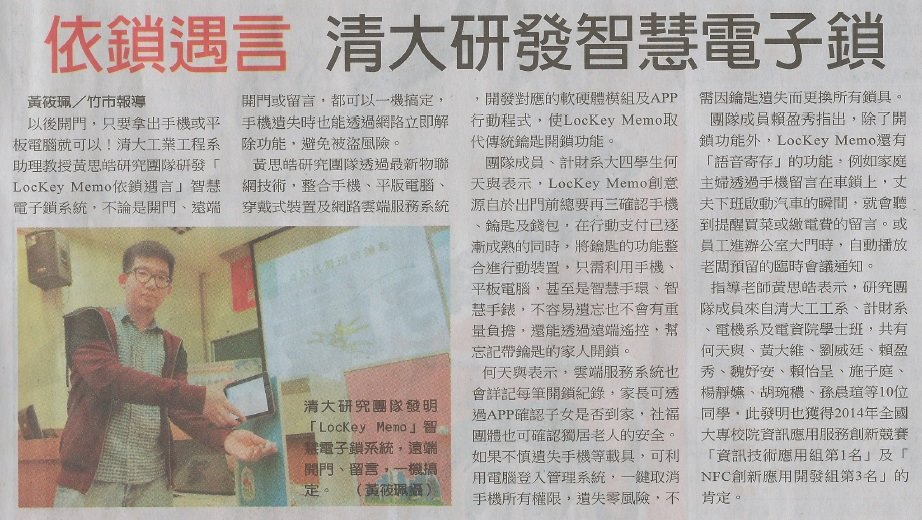 依鎖遇言 清大研發智慧電子鎖
黃筱珮／竹市報導
以後開門，只要拿出手機或平
板電腦就可以！清大工業工程系
助理教授黃思皓研究團隊研發「
LocKey Memo依鎖遇言」智慧
電子鎖系統，不論是開門、遠端
開門或留言，都可以一機搞定，
手機遺失時也能透過網路立即解
除功能，避免被盜風險。
黃思皓研究團隊透過最新物聯
網技術，整合手機、平版電腦、
穿戴式裝置及網路雲端服務系統
，開發對應的軟硬體模組及APP
行動程式，使LocKey Memo取
代傳統鑰匙開鎖功能。
團隊成員、計財系大四學生何
天與表示，LocKey Memo創意
源自於出門前總要再三確認手機
、鑰匙及錢包，在行動支付已逐
漸成熟的同時，將鑰匙的功能整
合進行動裝置，只需利用手機、
平板電腦，甚至是智慧手環、智
慧手錶，不容易遺忘也不會有重
量負擔，還能透過遠端遙控，幫
忘記帶鑰匙的家人開鎖。
何天與表示，雲端服務系統也
會詳記每筆開鎖紀錄，家長可透
過APP確認子女是否到家，社福
團體也可確認獨居老人的安全。
如果不慎遺失手機等載具，可利
用電腦登入管理系統，一鍵取消
手機所有權限，遺失零風險，不
需因鑰匙遺失而更換所有鎖具。
團隊成員賴盈秀指出，除了開
鎖功能外，LocKey Memo還有
「語音寄存」的功能，例如家庭
主婦透過手機留言在車鎖上，丈
夫下班啟動汽車的瞬間，就會聽
到提醒買菜或繳電費的留言。或
員工進辦公室大門時，自動播放
老闆預留的臨時會議通知。
指導老師黃思皓表示，研究團
隊成員來自清大工工系、計財系
、電機系及電資院學士班，共有
何天與、黃大維、劉威廷、賴盈
秀、魏妤安、賴怡呈、施子庭、
楊靜嬿、胡琬穠、孫晨瑄等10位
同學，此發明也獲得2014年全國
大專校院資訊應用服務創新競賽
「資訊技術應用組第1名」及「
NFC創新應用開發組第3名」的
肯定。
清大研究團隊發明
「LocKey Memo」智
慧電子鎖系統，遠端
開門、留言，一機搞
定。（黃筱珮攝）